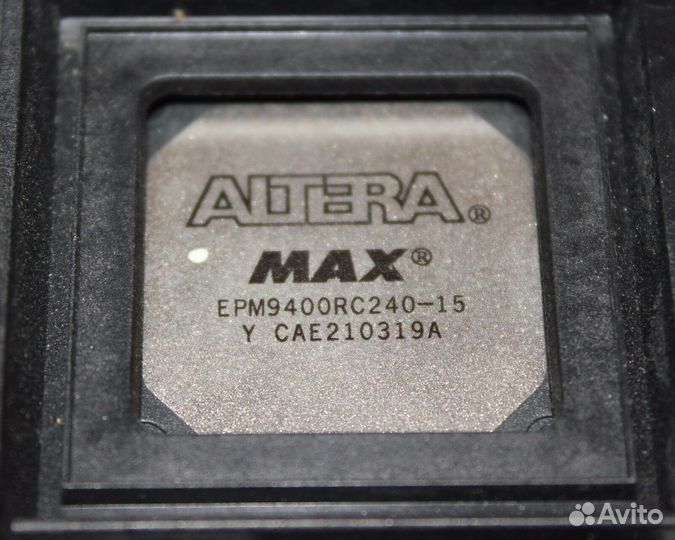 ALTERA®
MAX®
EPM9400RC240-15
Y CAE210319A
Avito